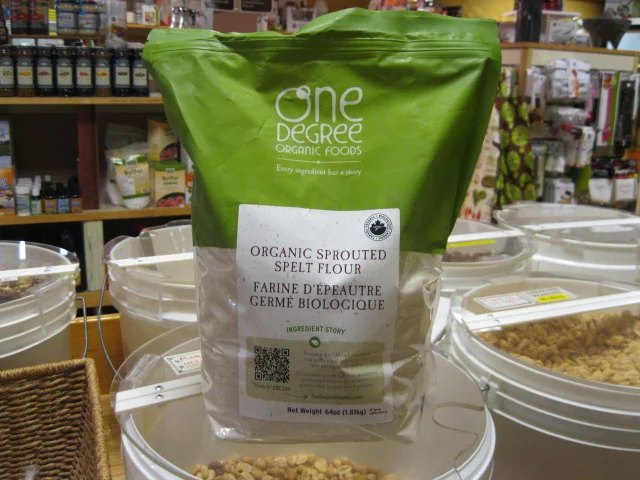 One
DEGREE
ORGANIC FOODS
Every ingredient has a story
ORGANIC SPROUTED
SPELT FLOUR
FARINE D'ÉPEAUTRE
GERMÉ BIOLOGIQUE
INGREDIENT STORY
Net Weight 64oz (1.81kg)